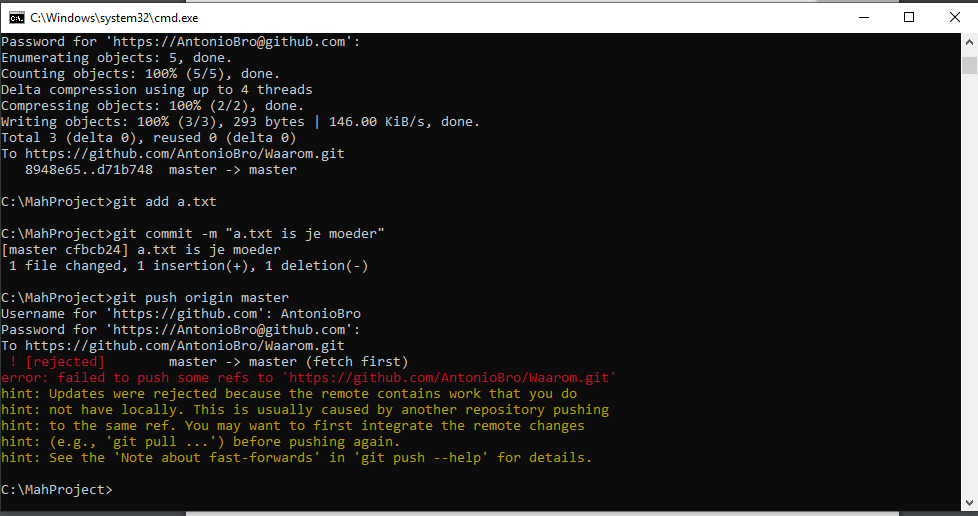 C:\Windows\system32\cmd.exe
Password for 'https://AntonioBro@github.com':
Enumerating objects: 5, done.
Counting objects: 100% (5/5), done.
Delta compression using up to 4 threads
Compressing objects: 100% (2/2), done.
Writing objects: 100% (3/3), 293 bytes | 146.00 KiB/s, done.
Total 3 (delta 0), reused 0 (delta 0)
To https://github.com/AntonioBro/Waarom.git
   8948e65..d71b748  master -> master
C:\MahProject>git add a.txt
C:\MahProject>git commit -m "a.txt is je moeder"
[master cfbcb24] a.txt is je moeder
 1 file changed, 1 insertion(+), 1 deletion(-)
C:\MahProject>git push origin master
Username for 'https://github.com': AntonioBro
Password for 'https://AntonioBro@github.com':
To https://github.com/AntonioBro/Waarom.git
 ! [rejected]        master -> master (fetch first)
error: failed to push some refs to 'https://github.com/AntonioBro/Waarom.git'
hint: Updates were rejected because the remote contains work that you do
hint: not have locally. This is usually caused by another repository pushing
hint: to the same ref. You may want to first integrate the remote changes
hint: (e.g., 'git pull ...') before pushing again.
hint: See the 'Note about fast-forwards' in 'git push --help' for details.
C:\MahProject>